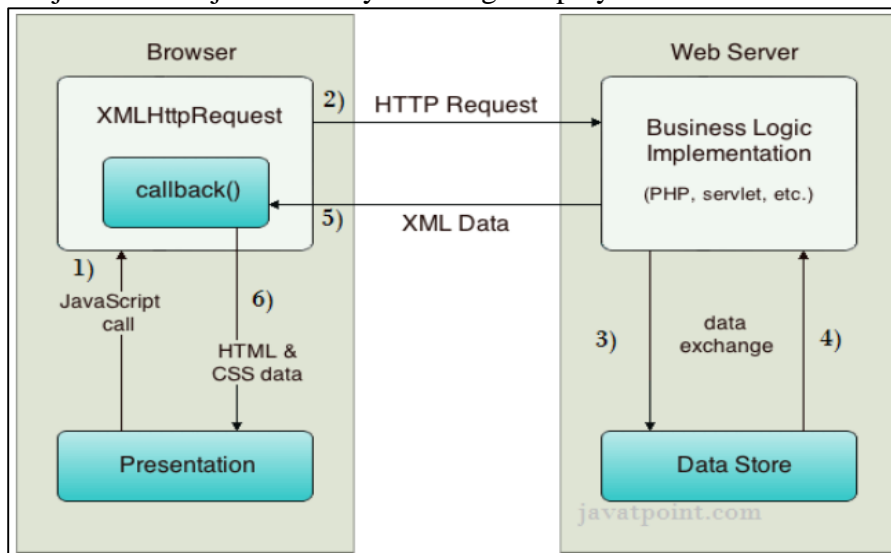 Browser
Web Server
XMLHttpRequest
2)
HTTP Request
Business Logic
Implementation
(PHP, servlet, etc.)
callback()
5)
XML Data
1)
JavaScript
call
6)
HTML &
CSS data
3)
data
exchange
4)
Presentation
Data Store
javatpoint.com